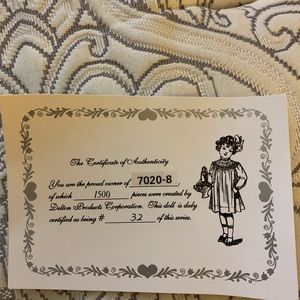 The Certificate of Authenticity
You are the proud owner of 7020-8
of which 1500 pieces were created by
Delton Products Corporation. This doll is duly
certified as being # 32 of this series.